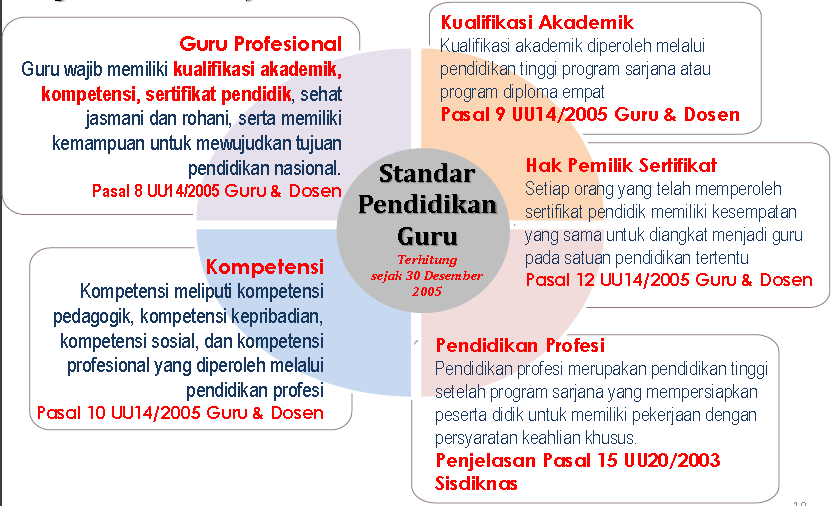 Guru Profesional
Guru wajib memiliki kualifikasi akademik,
kompetensi, sertifikat pendidik, sehat
jasmani dan rohani, serta memiliki
kemampuan untuk mewujudkan tujuan
pendidikan nasional.
Pasal 8 UU14/2005 Guru & Dosen
Kualifikasi Akademik
Kualifikasi akademik diperoleh melalui
pendidikan tinggi program sarjana atau
program diploma empat
Pasal 9 UU14/2005 Guru & Dosen
Standar
Pendidikan
Guru
Terhitung
sejak 30 Desember
2005
Hak Pemilik Sertifikat
Setiap orang yang telah memperoleh
sertifikat pendidik memiliki kesempatan
yang sama untuk diangkat menjadi guru
pada satuan pendidikan tertentu
Pasal 12 UU14/2005 Guru & Dosen
Kompetensi
Kompetensi meliputi kompetensi
pedagogik, kompetensi kepribadian,
kompetensi sosial, dan kompetensi
profesional yang diperoleh melalui
pendidikan profesi
Pasal 10 UU14/2005 Guru & Dosen
Pendidikan Profesi
Pendidikan profesi merupakan pendidikan tinggi
setelah program sarjana yang mempersiapkan
peserta didik untuk memiliki pekerjaan dengan
persyaratan keahlian khusus.
Penjelasan Pasal 15 UU20/2003
Sisdiknas